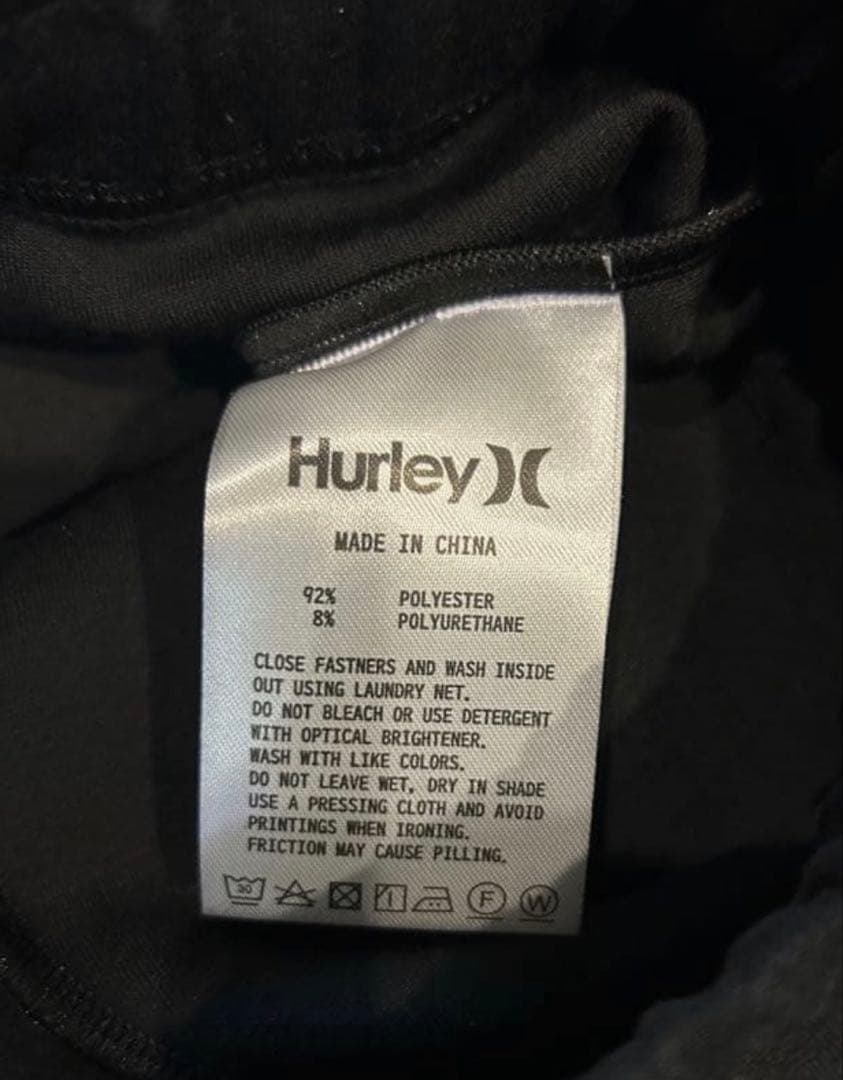 Hurley
MADE IN CHINA
92% POLYESTER
8% POLYURETHANE
CLOSE FASTNERS AND WASH INSIDE
OUT USING LAUNDRY NET.
DO NOT BLEACH OR USE DETERGENT
WITH OPTICAL BRIGHTENER.
WASH WITH LIKE COLORS.
DO NOT LEAVE WET, DRY IN SHADE
USE A PRESSING CLOTH AND AVOID
PRINTINGS WHEN IRONING.
FRICTION MAY CAUSE PILLING.
30 F W